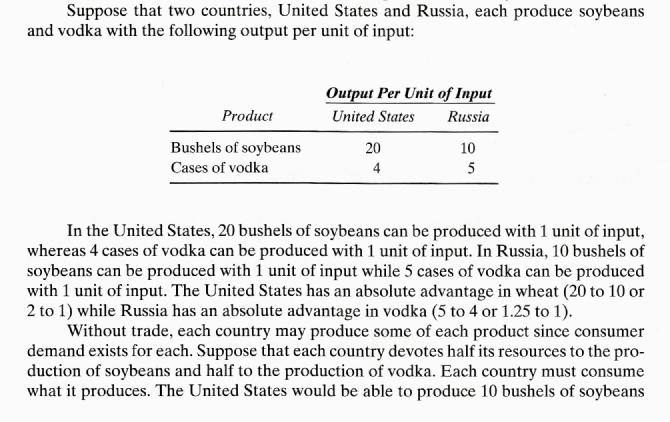 Suppose that two countries, United States and Russia, each produce soybeans
and vodka with the following output per unit of input:
Output Per Unit of Input
Product United States Russia
Bushels of soybeans 20 10
Cases of vodka 4 5
In the United States, 20 bushels of soybeans can be produced with 1 unit of input,
whereas 4 cases of vodka can be produced with 1 unit of input. In Russia, 10 bushels of
soybeans can be produced with 1 unit of input while 5 cases of vodka can be produced
with 1 unit of input. The United States has an absolute advantage in wheat (20 to 10 or
2 to 1) while Russia has an absolute advantage in vodka (5 to 4 or 1.25 to 1).
Without trade, each country may produce some of each product since consumer
demand exists for each. Suppose that each country devotes half its resources to the pro-
duction of soybeans and half to the production of vodka. Each country must consume
what it produces. The United States would be able to produce 10 bushels of soybeans